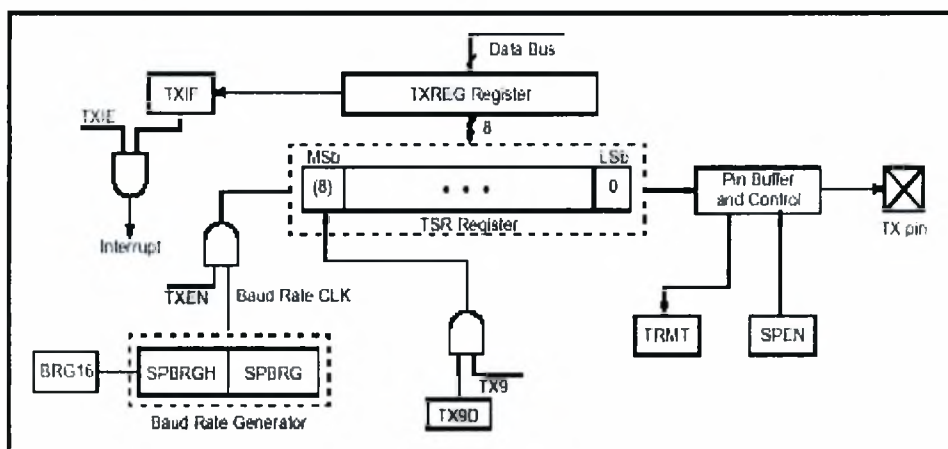 Data Bus
TXIF
TXREG Register
TXIE
8
MSb
LSb
(8)
• • •
0
Pin Buffer
and Control
TSR Register
TX pin
Interrupt
TXEN
Baud Rate CLK
TRMT
SPEN
BRG16
SPBRGH
SPBRG
TX9
TX9D
Baud Rate Generator